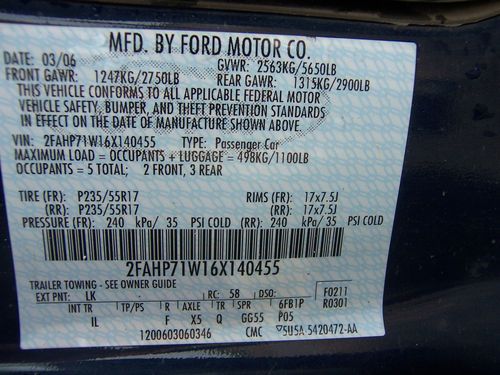 MFD. BY FORD MOTOR CO.
DATE: 03/06 GVWR: 2563KG/5650LB
FRONT GAWR: 1247KG/2750LB REAR GAWR: 1315KG/2900LB
THIS VEHICLE CONFORMS TO ALL APPLICABLE FEDERAL MOTOR
VEHICLE SAFETY, BUMPER, AND THEFT PREVENTION STANDARDS
IN EFFECT ON THE DATE OF MANUFACTURE SHOWN ABOVE.
VIN: 2FAHP71W16X140455 TYPE: Passenger Car
MAXIMUM LOAD = OCCUPANTS + LUGGAGE = 498KG/1100LB
OCCUPANTS = 5 TOTAL; 2 FRONT, 3 REAR
TIRE (FR): P235/55R17 RIMS (FR): 17x7.5J
(RR): P235/55R17 (RR): 17x7.5J
PRESSURE (FR): 240 kPa/ 35 PSI COLD (RR): 240 kPa/ 35 PSI COLD
2FAHP71W16X140455
TRAILER TOWING - SEE OWNER GUIDE
EXT PNT: LK RC: 58 DSO: F0211
INT TR TP/PS R AXLE TR SPR 6FB1P R0301
IL F X5 Q GG55 P05
1200603060346 CMC 5U5A 5420472-AA